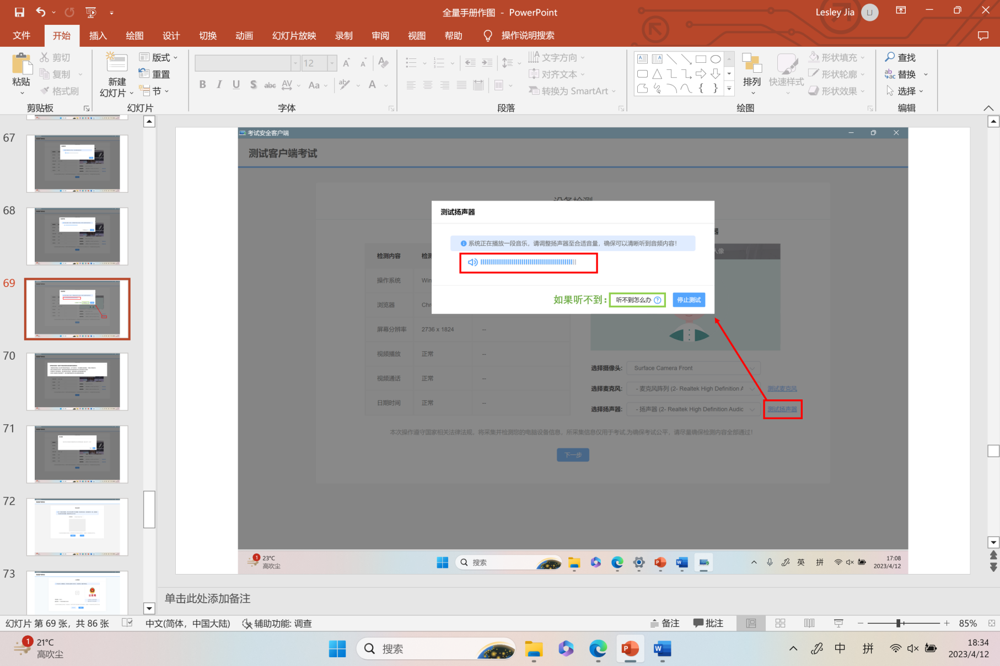 全量手册作图 - PowerPoint
Lesley Jia
LJ
文件 开始 插入 绘图 设计 切换 动画 幻灯片放映 录制 审阅 视图 帮助 操作说明搜索
粘贴
剪切
复制
格式刷
剪贴板
新建
幻灯片
版式
重置
节
幻灯片
12
B I U S abc AV Aa A
字体
文字方向
对齐文本
转换为 SmartArt
段落
排列
快速样式
形状填充
形状轮廓
形状效果
绘图
查找
替换
选择
编辑
67
68
69
70
71
72
73
考试安全客户端
测试客户端考试
测试扬声器
系统正在播放一段音乐，请调整扬声器至合适音量，确保可以清晰听到音频内容！
如果听不到：
听不到怎么办
停止测试
检测内容
操作系统
浏览器
屏幕分辨率 2736 x 1824 --
视频播放 正常 --
视频通话 正常 --
日期时间 正常 --
选择摄像头: Surface Camera Front
选择麦克风: - 麦克风阵列 (2- Realtek High Definition A 测试麦克风
选择扬声器: - 扬声器 (2- Realtek High Definition Audic 测试扬声器
本次操作遵守国家相关法律法规，将采集并检测您的电脑设备信息，所采集信息仅用于考试,为确保考试公平，请尽量确保检测内容全部通过！
下一步
1
23°C
高吹尘
搜索
英 拼
17:08
2023/4/12
单击此处添加备注
幻灯片 第 69 张，共 86 张 中文(简体，中国大陆) 辅助功能: 调查
备注 批注 85%
1
21°C
高吹尘
搜索
中 拼
18:34
2023/4/12